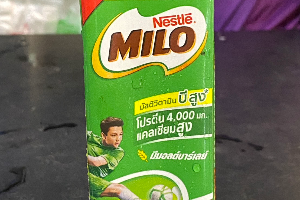 Nestlé
MILO
มัลติวิตามิน บี สูง
โปรตีน 4,000 มก.
แคลเซียมสูง
มีมอลต์บาร์เลย์